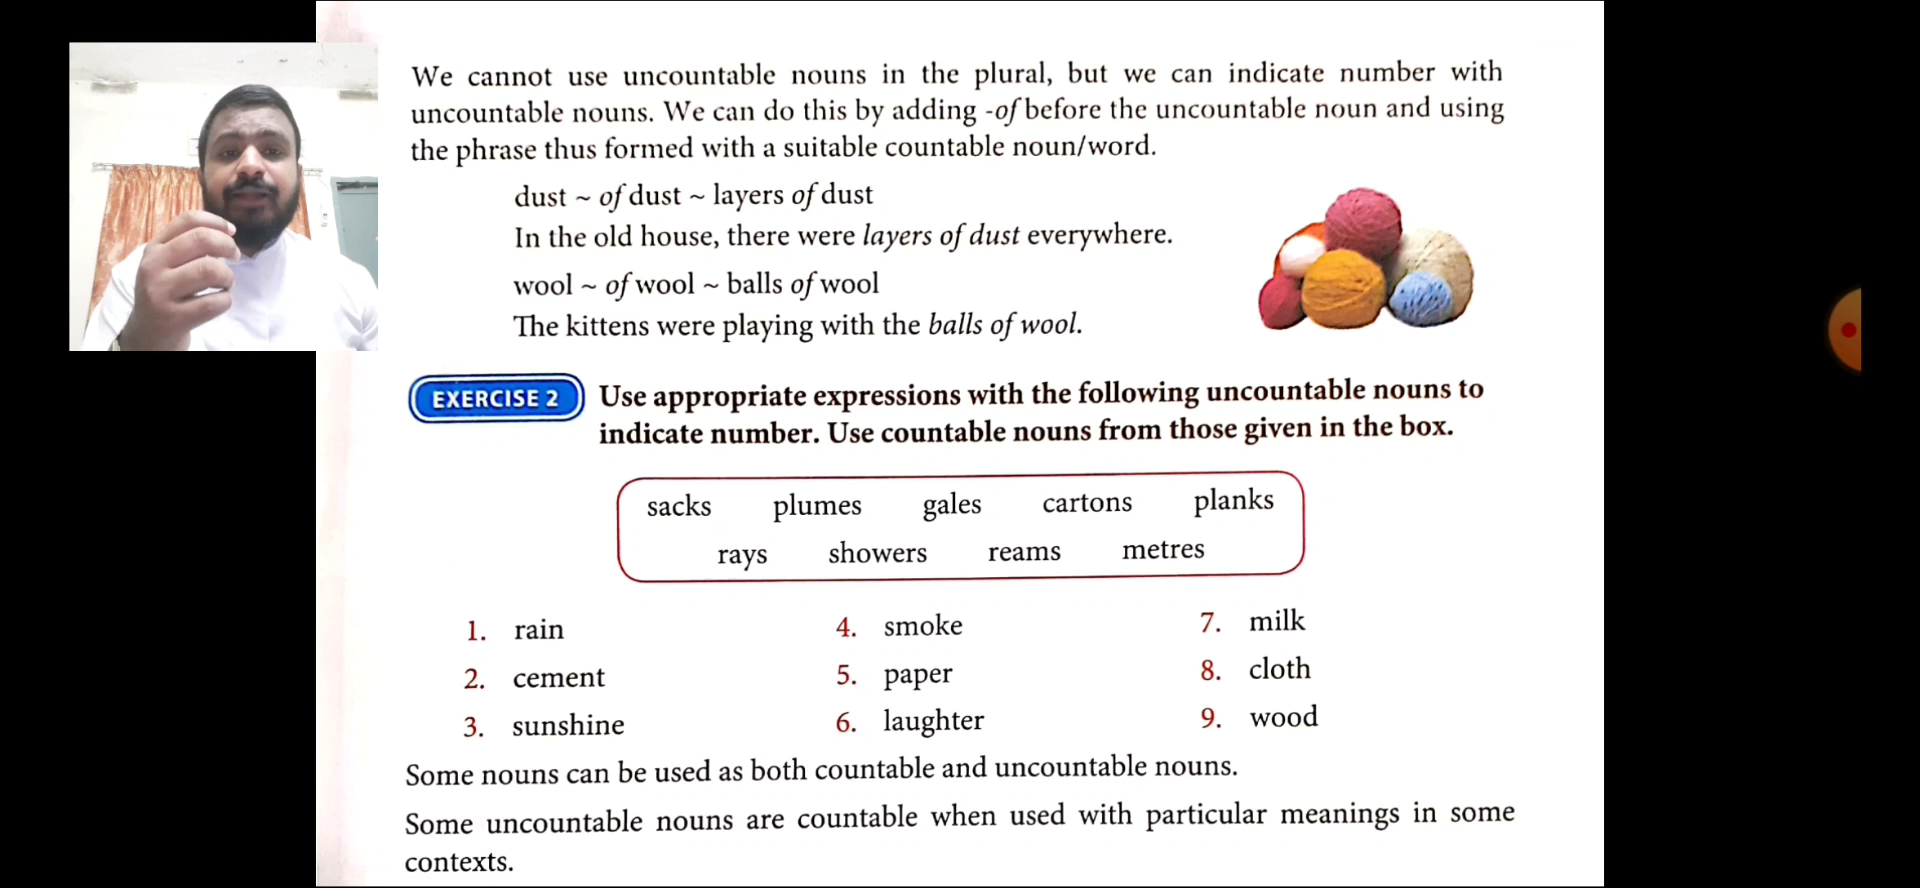 We cannot use uncountable nouns in the plural, but we can indicate number with
uncountable nouns. We can do this by adding -of before the uncountable noun and using
the phrase thus formed with a suitable countable noun/word.
dust ~ of dust ~ layers of dust
In the old house, there were layers of dust everywhere.
wool ~ of wool ~ balls of wool
The kittens were playing with the balls of wool.
EXERCISE 2 Use appropriate expressions with the following uncountable nouns to
indicate number. Use countable nouns from those given in the box.
sacks plumes gales cartons planks
rays showers reams metres
1. rain 4. smoke 7. milk
2. cement 5. paper 8. cloth
3. sunshine 6. laughter 9. wood
Some nouns can be used as both countable and uncountable nouns.
Some uncountable nouns are countable when used with particular meanings in some
contexts.